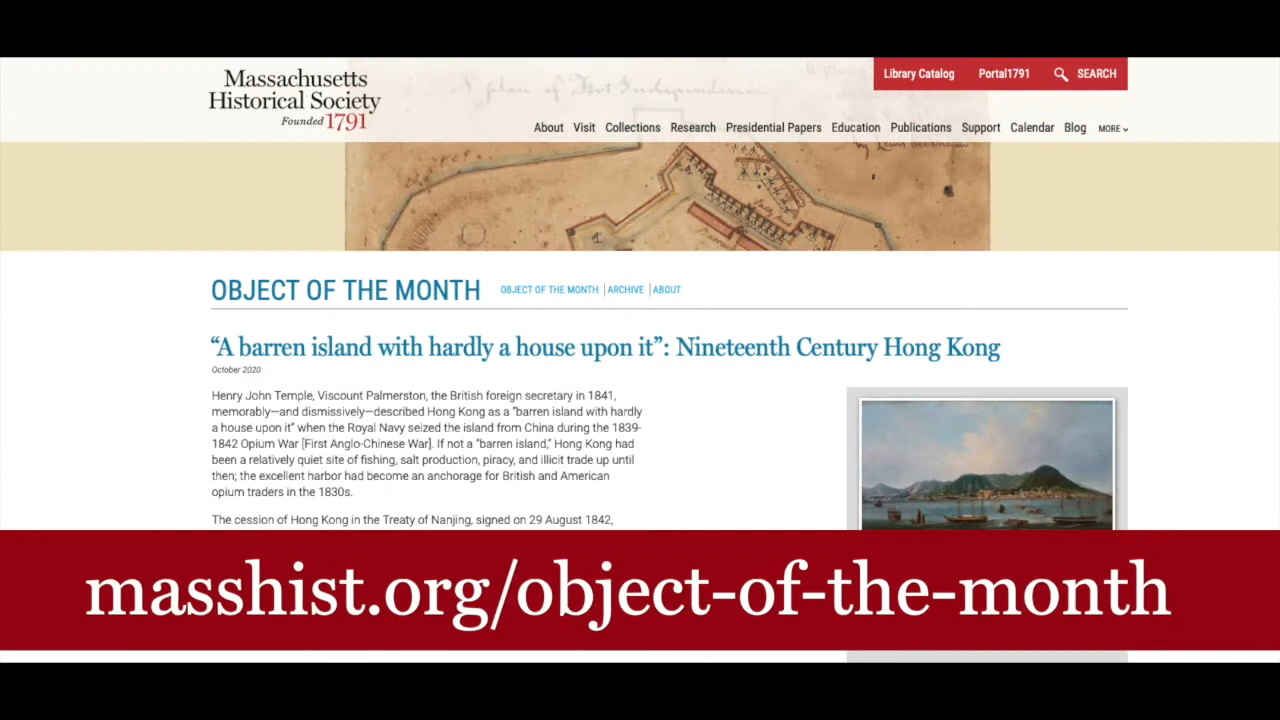 Massachusetts
Historical Society
Founded 1791
Library Catalog Portal1791 SEARCH
A plan of Fort Independence
About Visit Collections Research Presidential Papers Education Publications Support Calendar Blog MORE
OBJECT OF THE MONTH OBJECT OF THE MONTH | ARCHIVE | ABOUT
“A barren island with hardly a house upon it”: Nineteenth Century Hong Kong
October 2020
Henry John Temple, Viscount Palmerston, the British foreign secretary in 1841,
memorably—and dismissively—described Hong Kong as a "barren island with hardly
a house upon it" when the Royal Navy seized the island from China during the 1839-
1842 Opium War [First Anglo-Chinese War]. If not a "barren island," Hong Kong had
been a relatively quiet site of fishing, salt production, piracy, and illicit trade up until
then; the excellent harbor had become an anchorage for British and American
opium traders in the 1830s.
The cession of Hong Kong in the Treaty of Nanjing, signed on 29 August 1842,
masshist.org/object-of-the-month